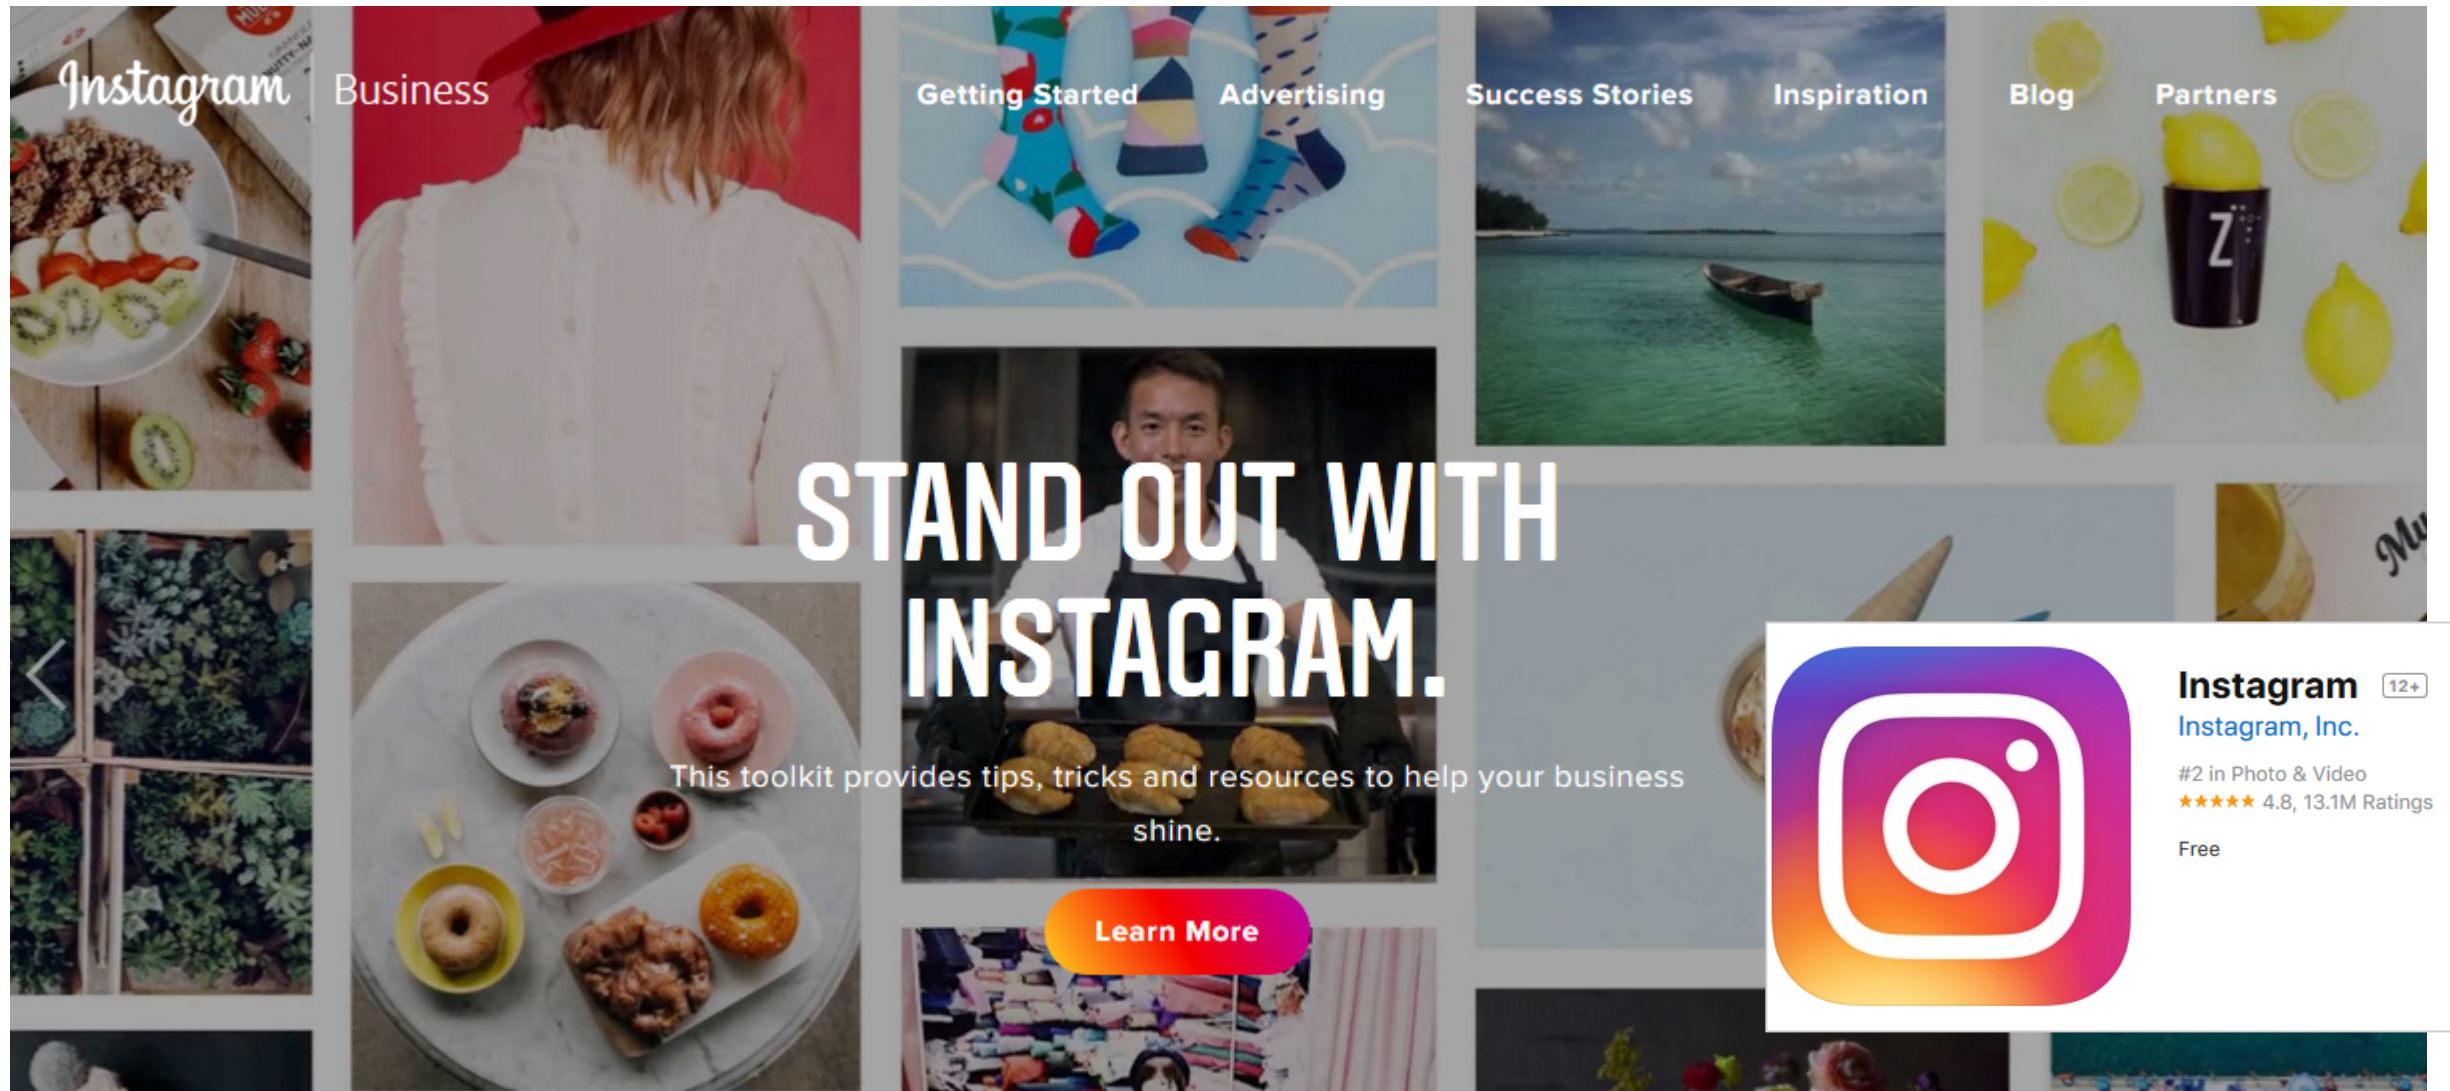 Instagram | Business
Getting Started
Advertising
Success Stories
Inspiration
Blog
Partners
Z
STAND OUT WITH
INSTAGRAM.
This toolkit provides tips, tricks and resources to help your business
shine.
Learn More
Instagram 12+
Instagram, Inc.
#2 in Photo & Video
★★★★★ 4.8, 13.1M Ratings
Free